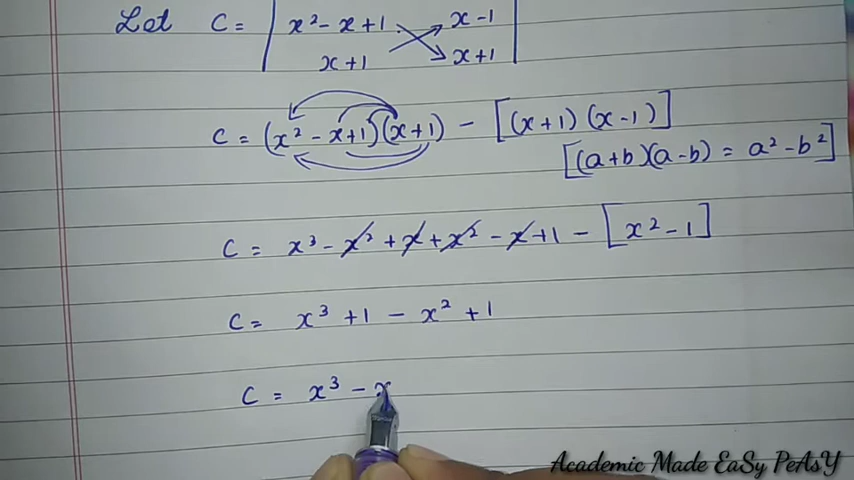 Let C = | x² - x + 1 x - 1 |
x + 1 x + 1
C = (x² - x + 1)(x + 1) - [(x + 1)(x - 1)]
[(a+b)(a-b) = a² - b²]
C = x³ - x² + x + x² - x + 1 - [x² - 1]
C = x³ + 1 - x² + 1
C = x³ - x
Academic Made EaSy PeAsY